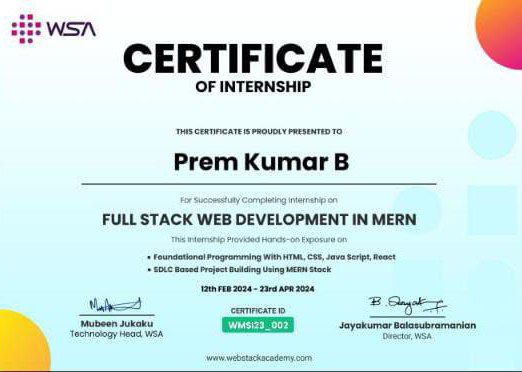 WSA
CERTIFICATE
OF INTERNSHIP
THIS CERTIFICATE IS PROUDLY PRESENTED TO
Prem Kumar B
For Successfully Completing Internship on
FULL STACK WEB DEVELOPMENT IN MERN
This Internship Provided Hands-on Exposure on
• Foundational Programming With HTML, CSS, Java Script, React
• SDLC Based Project Building Using MERN Stack
12th FEB 2024 - 23rd APR 2024
CERTIFICATE ID
WMSI23_002
Mubeen Jukaku
Technology Head, WSA
Jayakumar Balasubramanian
Director, WSA
www.webstackacademy.com